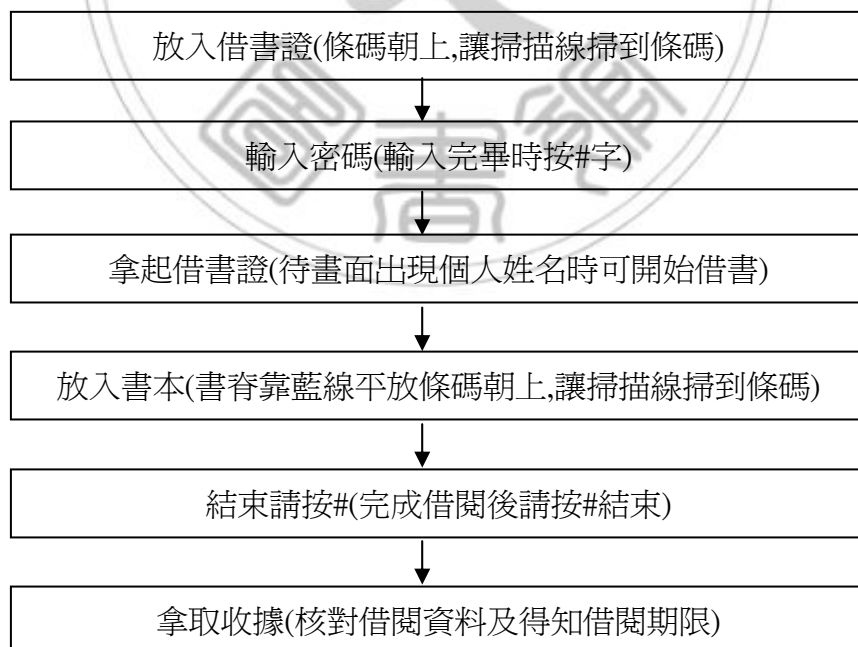 放入借書證(條碼朝上,讓掃描線掃到條碼)
輸入密碼(輸入完畢時按#字)
拿起借書證(待畫面出現個人姓名時可開始借書)
放入書本(書脊靠藍線平放條碼朝上,讓掃描線掃到條碼)
結束請按#(完成借閱後請按#結束)
拿取收據(核對借閱資料及得知借閱期限)